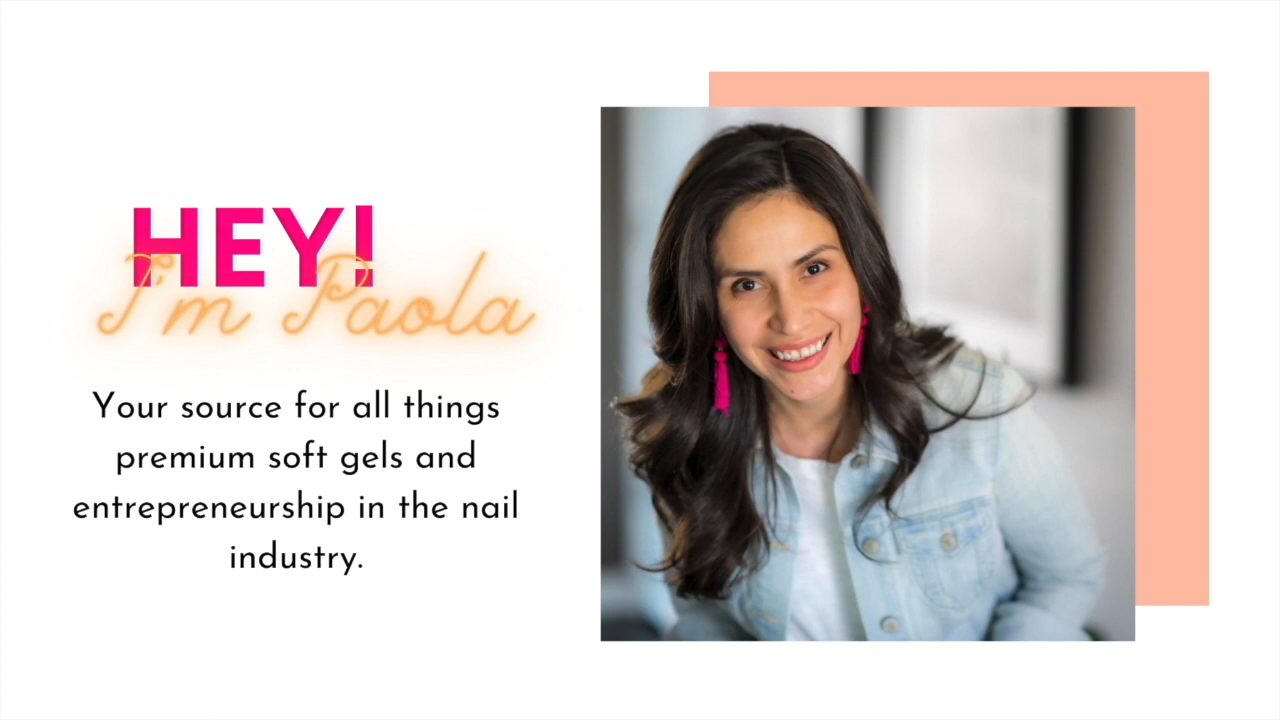 HEY!
I'm Paola
Your source for all things
premium soft gels and
entrepreneurship in the nail
industry.